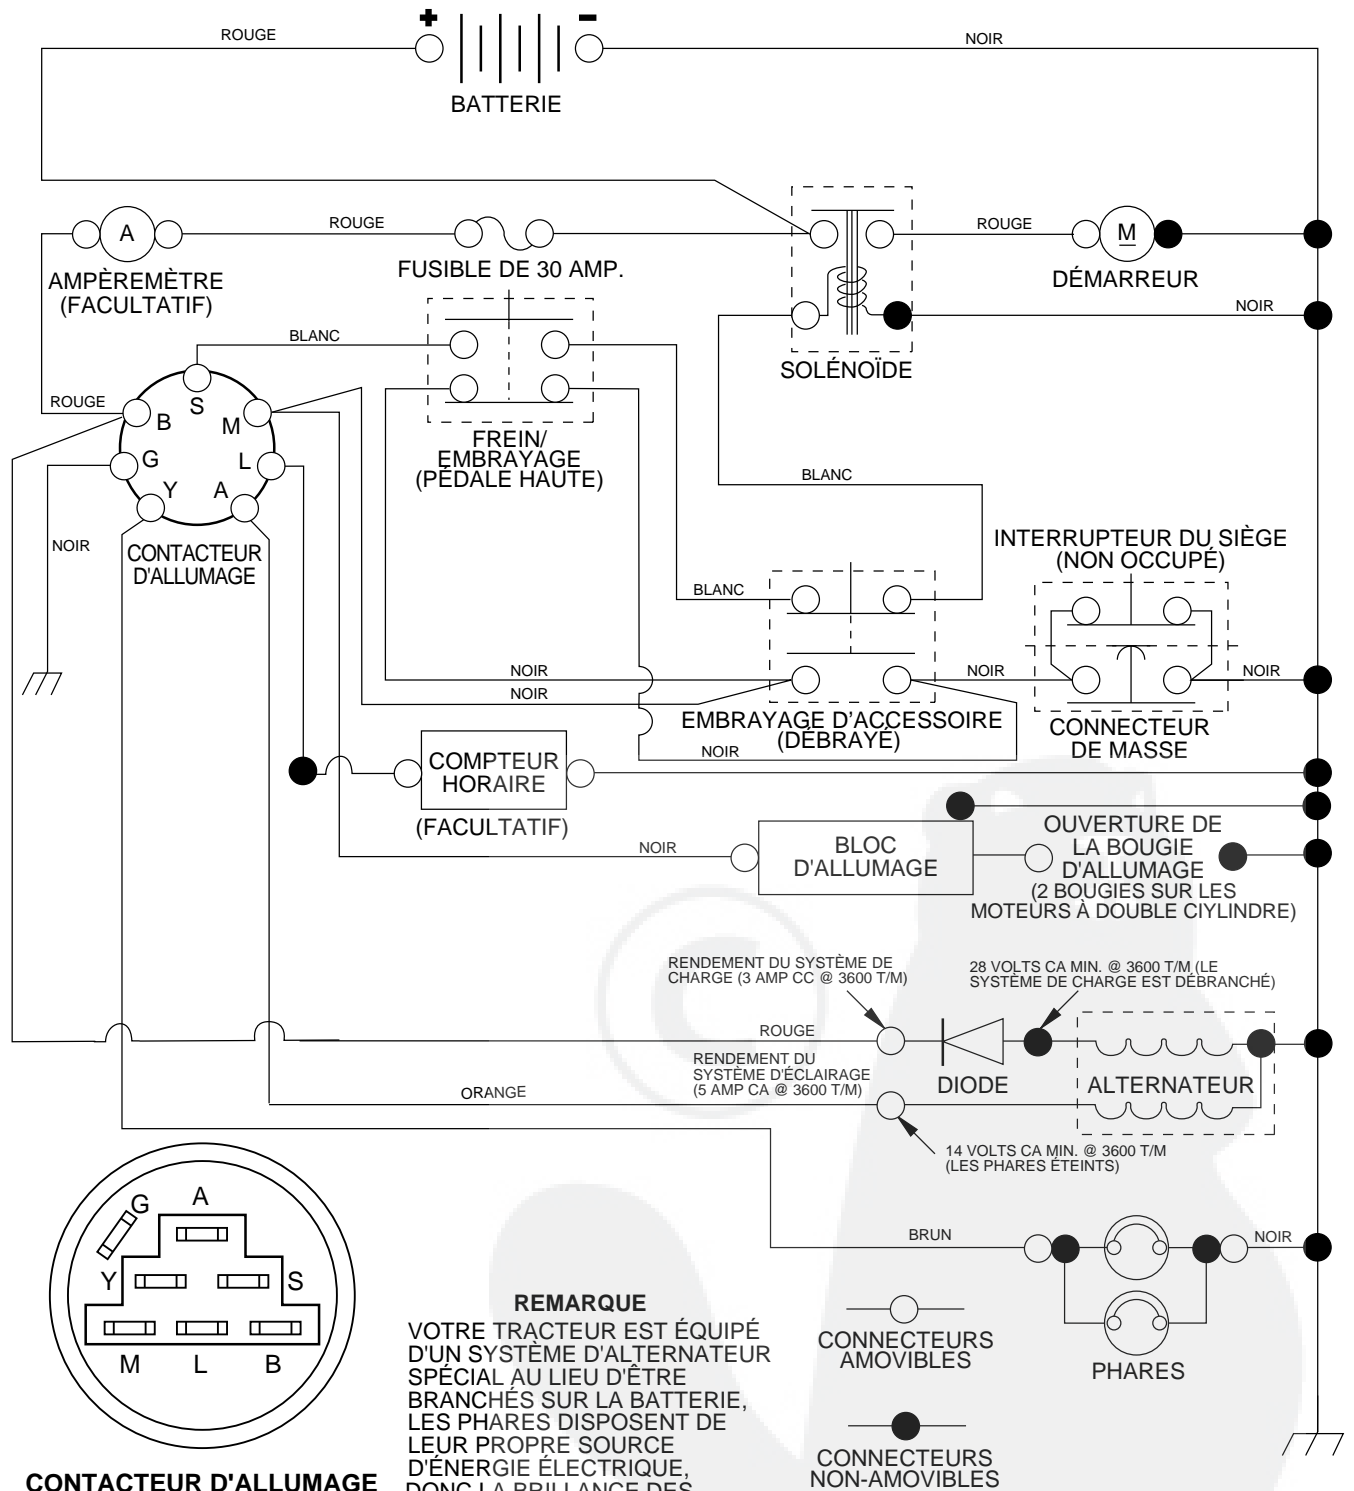 +
-
ROUGE
NOIR
BATTERIE
A
ROUGE
ROUGE
M
AMPÈREMÈTRE
(FACULTATIF)
FUSIBLE DE 30 AMP.
DÉMARREUR
NOIR
BLANC
SOLÉNOÏDE
ROUGE
S
B
M
G
L
Y
A
FREIN/
EMBRAYAGE
(PÉDALE HAUTE)
BLANC
NOIR
CONTACTEUR
D'ALLUMAGE
INTERRUPTEUR DU SIÈGE
(NON OCCUPÉ)
BLANC
NOIR
NOIR
NOIR
NOIR
EMBRAYAGE D'ACCESSOIRE
(DÉBRAYÉ)
CONNECTEUR
DE MASSE
NOIR
COMPTEUR
HORAIRE
(FACULTATIF)
NOIR
BLOC
D'ALLUMAGE
OUVERTURE DE
LA BOUGIE
D'ALLUMAGE
(2 BOUGIES SUR LES
MOTEURS À DOUBLE CIYLINDRE)
RENDEMENT DU SYSTÈME DE
CHARGE (3 AMP CC @ 3600 T/M)
28 VOLTS CA MIN. @ 3600 T/M (LE
SYSTÈME DE CHARGE EST DÉBRANCHÉ)
ROUGE
RENDEMENT DU
SYSTÈME D'ÉCLAIRAGE
(5 AMP CA @ 3600 T/M)
DIODE
ALTERNATEUR
ORANGE
14 VOLTS CA MIN. @ 3600 T/M
(LES PHARES ÉTEINTS)
BRUN
NOIR
PHARES
G
A
Y
S
M
L
B
CONTACTEUR D'ALLUMAGE
REMARQUE
VOTRE TRACTEUR EST ÉQUIPÉ
D'UN SYSTÈME D'ALTERNATEUR
SPÉCIAL AU LIEU D'ÊTRE
BRANCHÉS SUR LA BATTERIE,
LES PHARES DISPOSENT DE
LEUR PROPRE SOURCE
D'ÉNERGIE ÉLECTRIQUE,
DONC LA BRILLANCE DES
CONNECTEURS
AMOVIBLES
CONNECTEURS
NON-AMOVIBLES
©